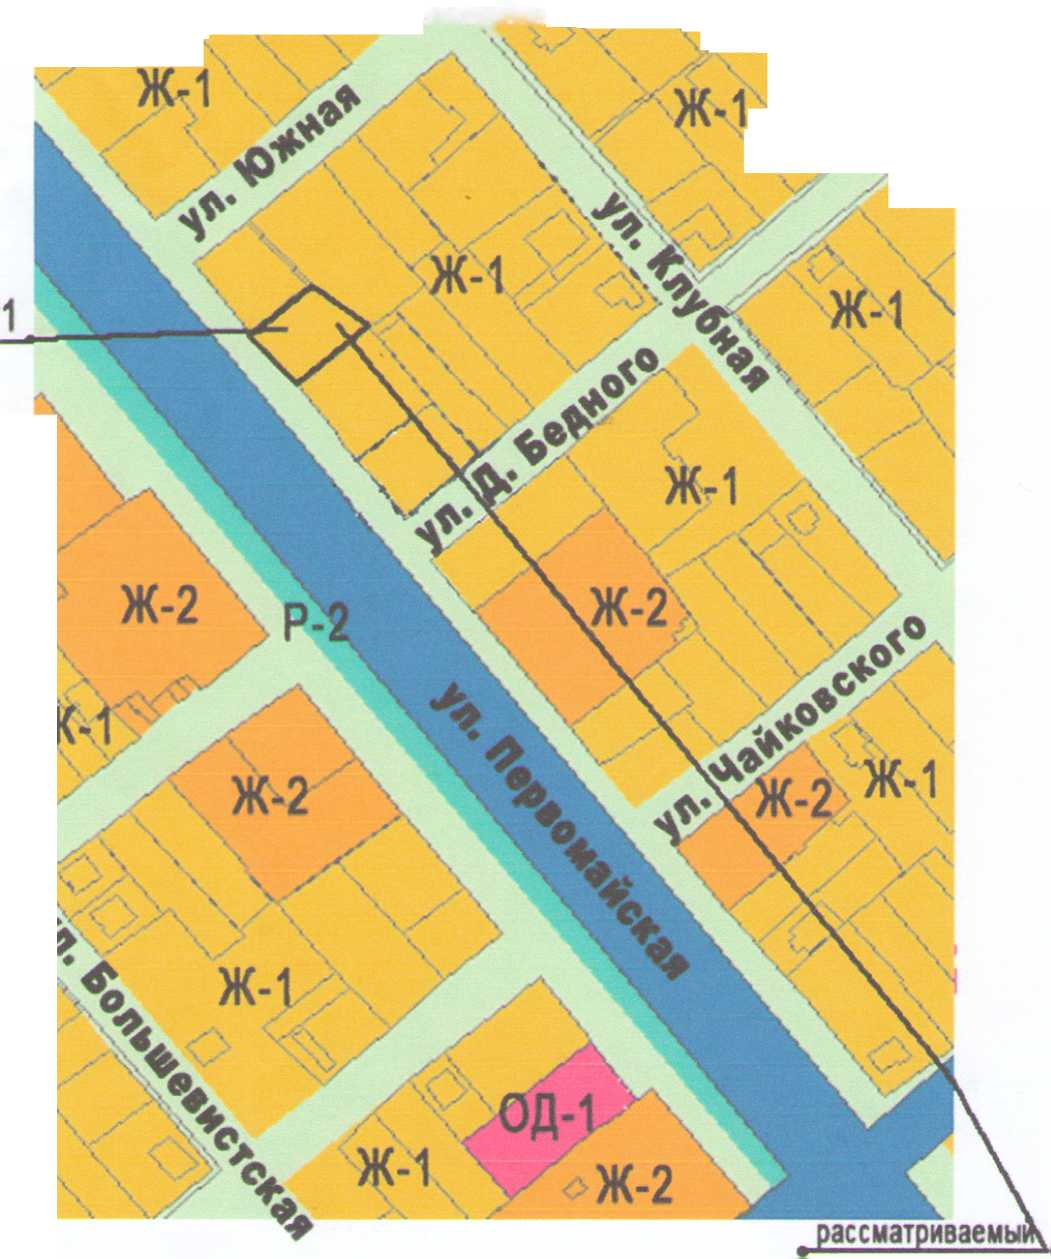 Ж-1
Ж-1
ул. Южная
ул. Клубная
Ж-1
Ж-1
1
ул. Д. Бедного
Ж-1
Ж-2
Ж-2
Р-2
ул. Чайковского
Ж-1
ул. Первомайская
Ж-2
Ж-1
Ж-2
ул. Большевистская
Ж-1
ОД-1
Ж-1
Ж-2
рассматриваемый